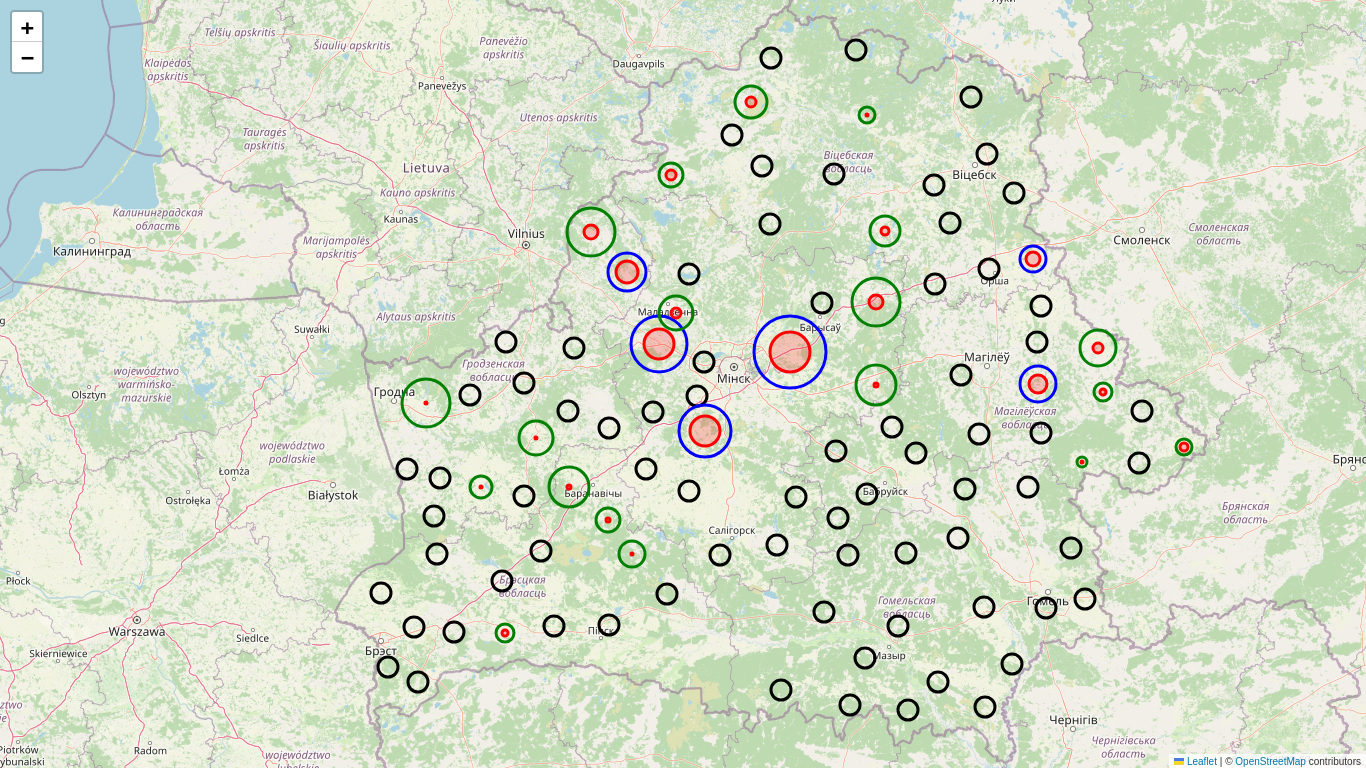 +
−
Луки
Telšių apskritis
Šiaulių apskritis
Panevėžio
apskritis
Klaipėdos
apskritis
Daugavpils
Panevėžys
Utenos apskritis
Tauragės
apskritis
Lietuva
Віцебская
вобласць
Віцебск
Kauno apskritis
Калининградская
область
Kaunas
Vilnius
Калининград
Marijampolės
apskritis
Смоленск
Смоленская
область
Орша
Alytaus apskritis
Маладзечна
Барысаў
Suwałki
Гродзенская
вобласць
Мінск
Магілёў
województwo
warmińsko-
mazurskie
Гродна
Olsztyn
Магілёўская
вобласць
województwo
podlaskie
Łomża
Брянс
Ostrołęka
Białystok
Баранавічы
Бабруйск
Брянская
область
Салігорск
Płock
Брэсцкая
вобласць
Гомельская
вобласць
Гомель
Warszawa
Siedlce
Пінск
Skierniewice
Брэст
Мазыр
Чернігів
Piotrków
rybunalski
Radom
województwo
lubelskie
Чернігівська
область
Leaflet | © OpenStreetMap contributors